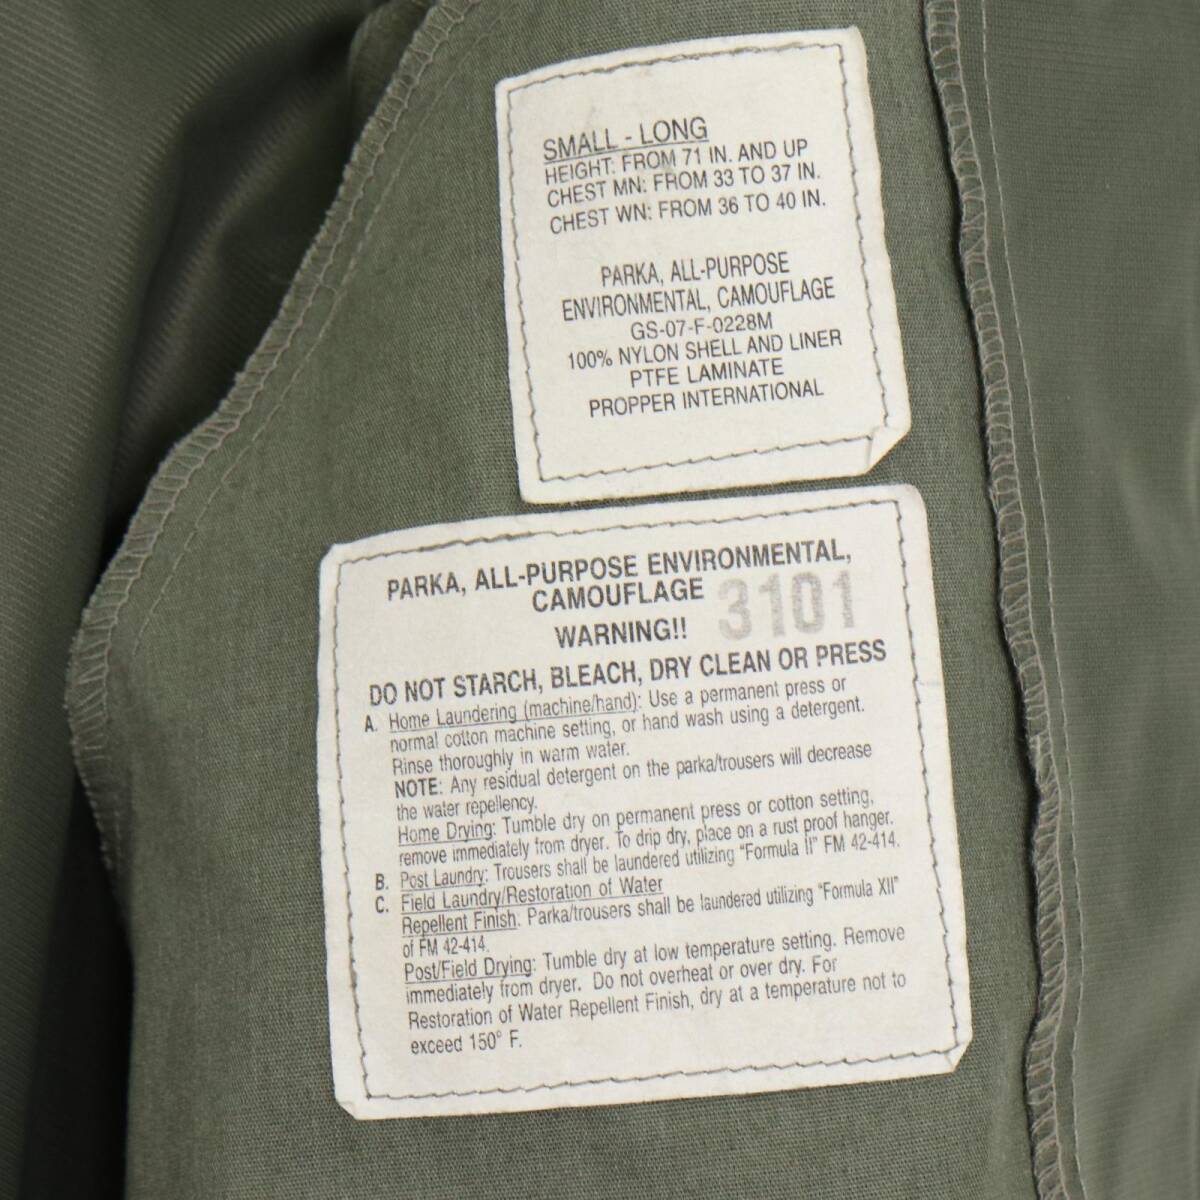 SMALL - LONG
HEIGHT: FROM 71 IN. AND UP
CHEST MN: FROM 33 TO 37 IN.
CHEST WN: FROM 36 TO 40 IN.
PARKA, ALL-PURPOSE
ENVIRONMENTAL, CAMOUFLAGE
GS-07-F-0228M
100% NYLON SHELL AND LINER
PTFE LAMINATE
PROPPER INTERNATIONAL
PARKA, ALL-PURPOSE ENVIRONMENTAL,
CAMOUFLAGE 3101
WARNING!!
DO NOT STARCH, BLEACH, DRY CLEAN OR PRESS
A. Home Laundering (machine/hand): Use a permanent press or
normal cotton machine setting, or hand wash using a detergent.
Rinse thoroughly in warm water.
NOTE: Any residual detergent on the parka/trousers will decrease
the water repellency.
Home Drying: Tumble dry on permanent press or cotton setting,
remove immediately from dryer. To drip dry, place on a rust proof hanger.
B. Post Laundry: Trousers shall be laundered utilizing "Formula II" FM 42-414.
C. Field Laundry/Restoration of Water
Repellent Finish: Parka/trousers shall be laundered utilizing "Formula XII"
of FM 42-414.
Post/Field Drying: Tumble dry at low temperature setting. Remove
immediately from dryer. Do not overheat or over dry. For
Restoration of Water Repellent Finish, dry at a temperature not to
exceed 150° F.